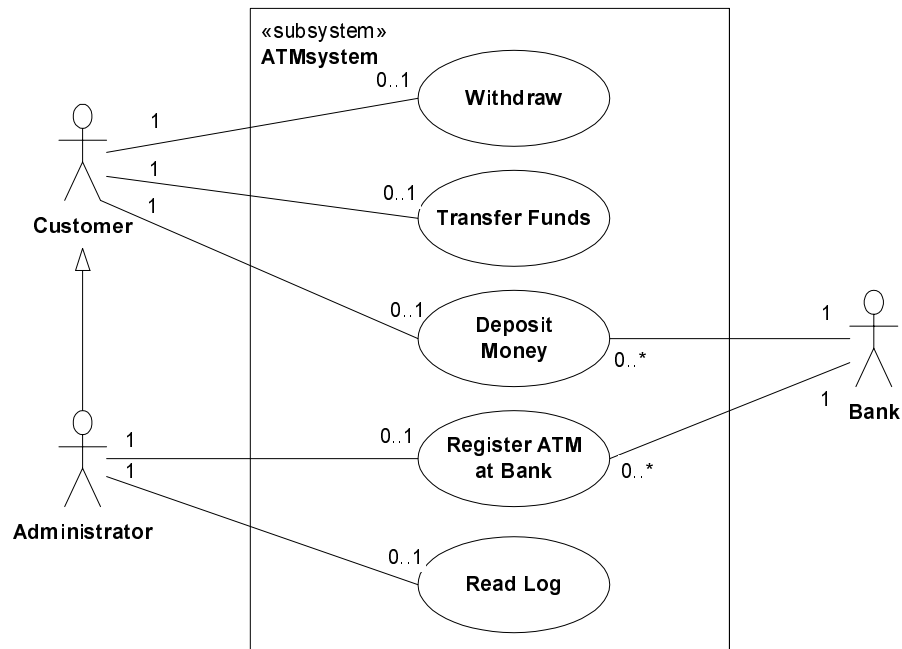 «subsystem»
ATMsystem
0..1
Withdraw
1
1
0..1
Transfer Funds
1
Customer
0..1
Deposit
Money
1
0..*
1
Bank
1
0..1
Register ATM
at Bank
1
0..*
Administrator
0..1
Read Log